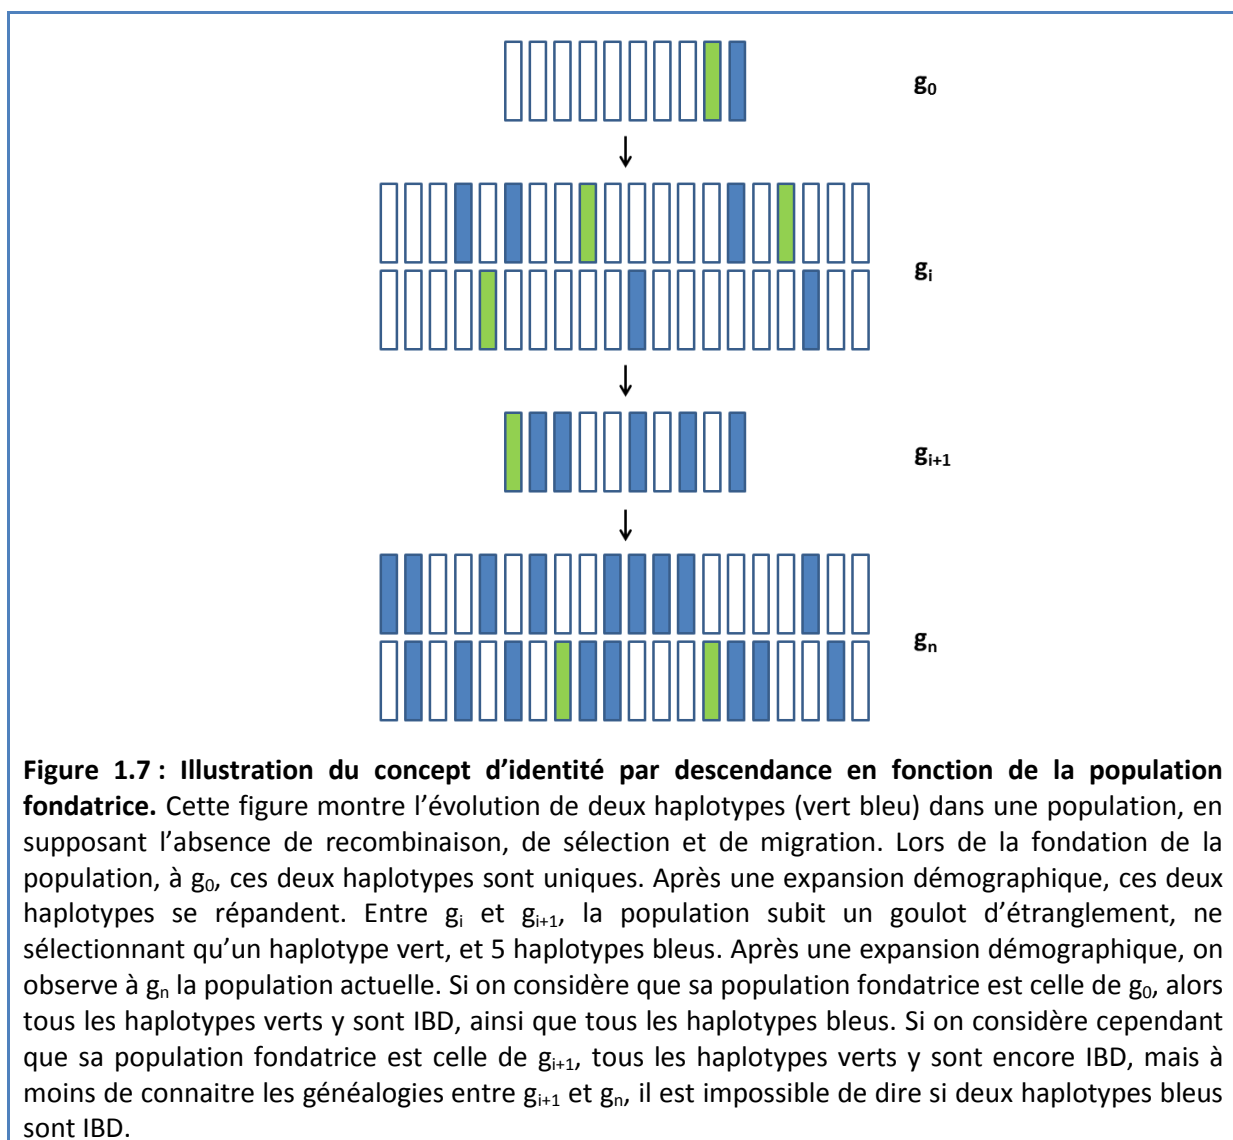 g0
gi
gi+1
gn
Figure 1.7 : Illustration du concept d’identité par descendance en fonction de la population
fondatrice. Cette figure montre l’évolution de deux haplotypes (vert bleu) dans une population, en
supposant l’absence de recombinaison, de sélection et de migration. Lors de la fondation de la
population, à g0, ces deux haplotypes sont uniques. Après une expansion démographique, ces deux
haplotypes se répandent. Entre gi et gi+1, la population subit un goulot d’étranglement, ne
sélectionnant qu’un haplotype vert, et 5 haplotypes bleus. Après une expansion démographique, on
observe à gn la population actuelle. Si on considère que sa population fondatrice est celle de g0, alors
tous les haplotypes verts y sont IBD, ainsi que tous les haplotypes bleus. Si on considère cependant
que sa population fondatrice est celle de gi+1, tous les haplotypes verts y sont encore IBD, mais à
moins de connaitre les généalogies entre gi+1 et gn, il est impossible de dire si deux haplotypes bleus
sont IBD.